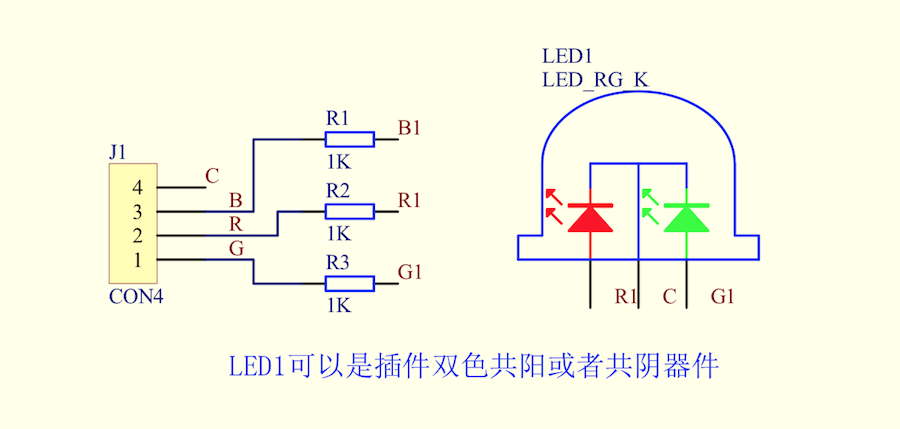 LED1
LED_RG_K
R1
B1
1K
J1
C
4
R2
B
3
R1
R
2
1K
G
1
R3
G1
CON4
1K
R1
C
G1
LED1可以是插件双色共阳或者共阴器件